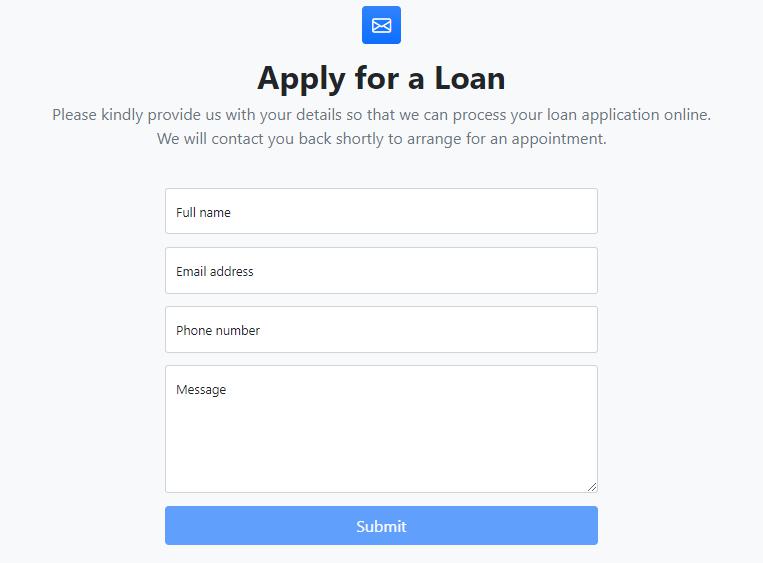 Apply for a Loan
Please kindly provide us with your details so that we can process your loan application online.
We will contact you back shortly to arrange for an appointment.
Full name
Email address
Phone number
Message
Submit